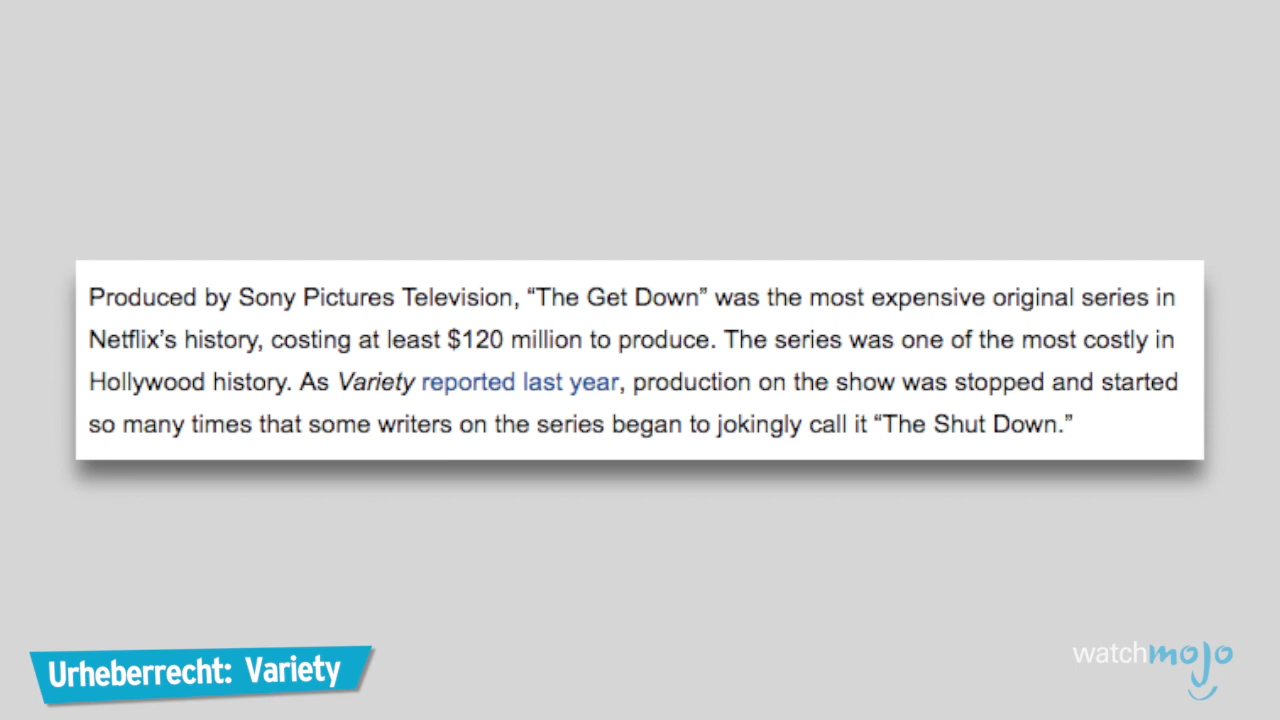 Produced by Sony Pictures Television, “The Get Down” was the most expensive original series in
Netflix’s history, costing at least $120 million to produce. The series was one of the most costly in
Hollywood history. As Variety reported last year, production on the show was stopped and started
so many times that some writers on the series began to jokingly call it “The Shut Down.”
Urheberrecht: Variety
watchmojo